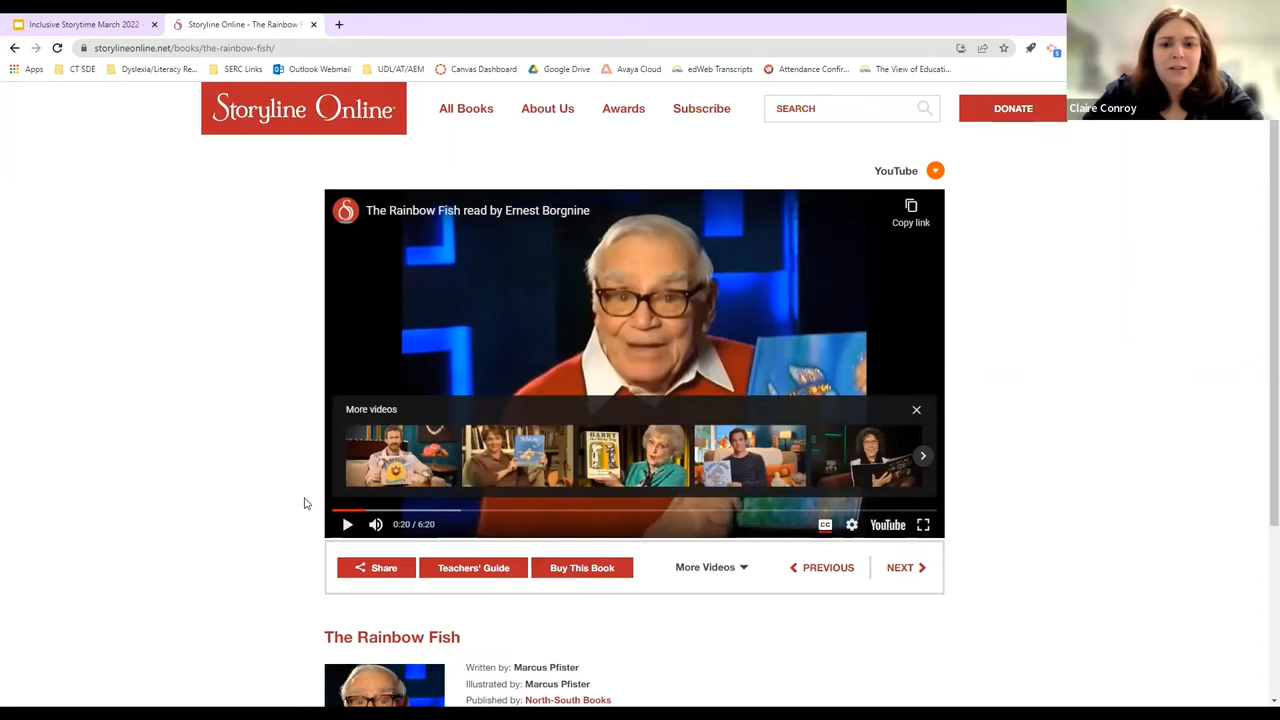 Inclusive Storytime March 2022 -
Storyline Online - The Rainbow F
storylineonline.net/books/the-rainbow-fish/
Apps CT SDE Dyslexia/Literacy Re... SERC Links Outlook Webmail UDL/AT/AEM Canvas Dashboard Google Drive Avaya Cloud edWeb Transcripts Attendance Confir... The View of Educati...
Claire Conroy
Storyline Online
All Books About Us Awards Subscribe SEARCH DONATE
YouTube
The Rainbow Fish read by Ernest Borgnine
Copy link
More videos
HARRY
0:20 / 6:20 CC YouTube
Share Teachers' Guide Buy This Book More Videos PREVIOUS NEXT
The Rainbow Fish
Written by: Marcus Pfister
Illustrated by: Marcus Pfister
Published by: North-South Books